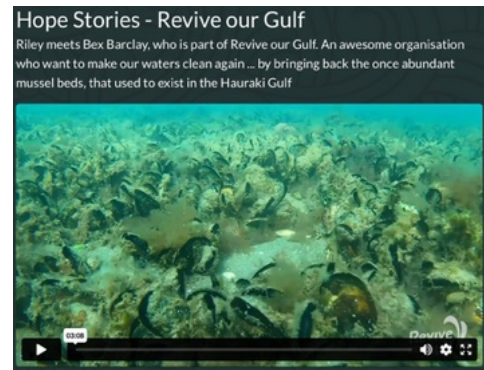 Hope Stories - Revive our Gulf
Riley meets Bex Barclay, who is part of Revive our Gulf. An awesome organisation
who want to make our waters clean again ... by bringing back the once abundant
mussel beds, that used to exist in the Hauraki Gulf
Revive
03:08